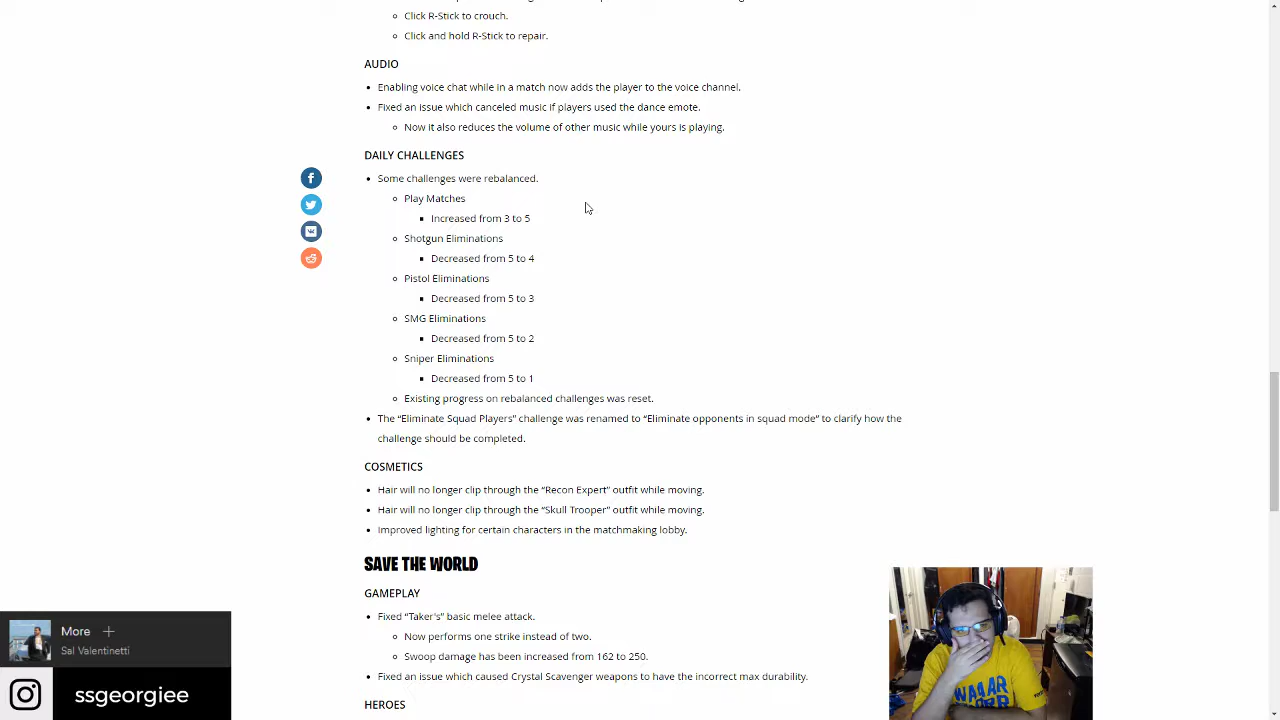 Click R-Stick to crouch.
Click and hold R-Stick to repair.
AUDIO
Enabling voice chat while in a match now adds the player to the voice channel.
Fixed an issue which canceled music if players used the dance emote.
Now it also reduces the volume of other music while yours is playing.
DAILY CHALLENGES
Some challenges were rebalanced.
Play Matches
Increased from 3 to 5
Shotgun Eliminations
Decreased from 5 to 4
Pistol Eliminations
Decreased from 5 to 3
SMG Eliminations
Decreased from 5 to 2
Sniper Eliminations
Decreased from 5 to 1
Existing progress on rebalanced challenges was reset.
The “Eliminate Squad Players” challenge was renamed to “Eliminate opponents in squad mode” to clarify how the
challenge should be completed.
COSMETICS
Hair will no longer clip through the “Recon Expert” outfit while moving.
Hair will no longer clip through the “Skull Trooper” outfit while moving.
Improved lighting for certain characters in the matchmaking lobby.
SAVE THE WORLD
GAMEPLAY
Fixed “Taker's” basic melee attack.
Now performs one strike instead of two.
Swoop damage has been increased from 162 to 250.
Fixed an issue which caused Crystal Scavenger weapons to have the incorrect max durability.
HEROES
More
Sal Valentinetti
ssgeorgiee